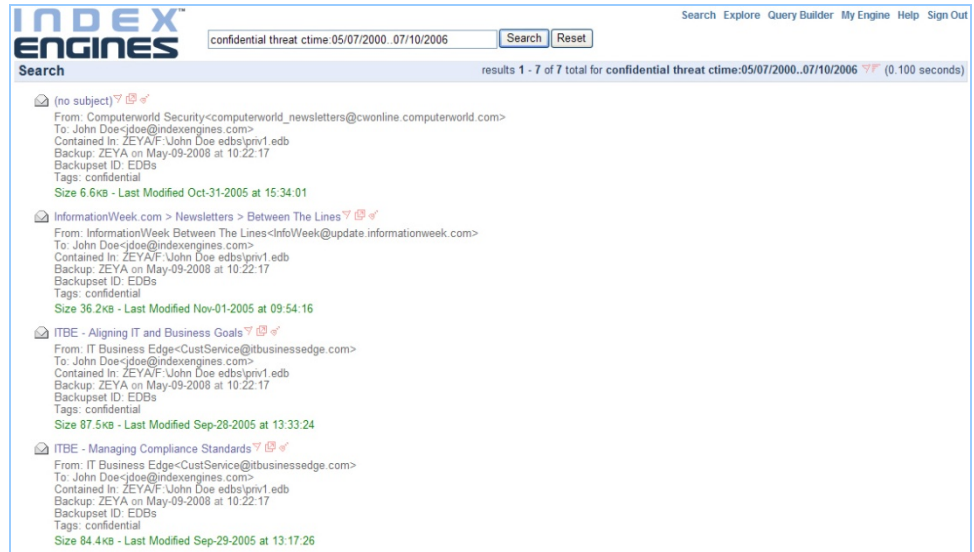 INDEX ENGINES™
Search Explore Query Builder My Engine Help Sign Out
confidential threat ctime:05/07/2000..07/10/2006 Search Reset
Search results 1 - 7 of 7 total for confidential threat ctime:05/07/2000..07/10/2006 (0.100 seconds)
(no subject)
From: Computerworld Security<computerworld_newsletters@cwonline.computerworld.com>
To: John Doe<jdoe@indexengines.com>
Contained In: ZEYA/F:\John Doe edbs\priv1.edb
Backup: ZEYA on May-09-2008 at 10:22:17
Backupset ID: EDBs
Tags: confidential
Size 6.6KB - Last Modified Oct-31-2005 at 15:34:01
InformationWeek.com > Newsletters > Between The Lines
From: InformationWeek Between The Lines<InfoWeek@update.informationweek.com>
To: John Doe<jdoe@indexengines.com>
Contained In: ZEYA/F:\John Doe edbs\priv1.edb
Backup: ZEYA on May-09-2008 at 10:22:17
Backupset ID: EDBs
Tags: confidential
Size 36.2KB - Last Modified Nov-01-2005 at 09:54:16
ITBE - Aligning IT and Business Goals
From: IT Business Edge<CustService@itbusinessedge.com>
To: John Doe<jdoe@indexengines.com>
Contained In: ZEYA/F:\John Doe edbs\priv1.edb
Backup: ZEYA on May-09-2008 at 10:22:17
Backupset ID: EDBs
Tags: confidential
Size 87.5KB - Last Modified Sep-28-2005 at 13:33:24
ITBE - Managing Compliance Standards
From: IT Business Edge<CustService@itbusinessedge.com>
To: John Doe<jdoe@indexengines.com>
Contained In: ZEYA/F:\John Doe edbs\priv1.edb
Backup: ZEYA on May-09-2008 at 10:22:17
Backupset ID: EDBs
Tags: confidential
Size 84.4KB - Last Modified Sep-29-2005 at 13:17:26